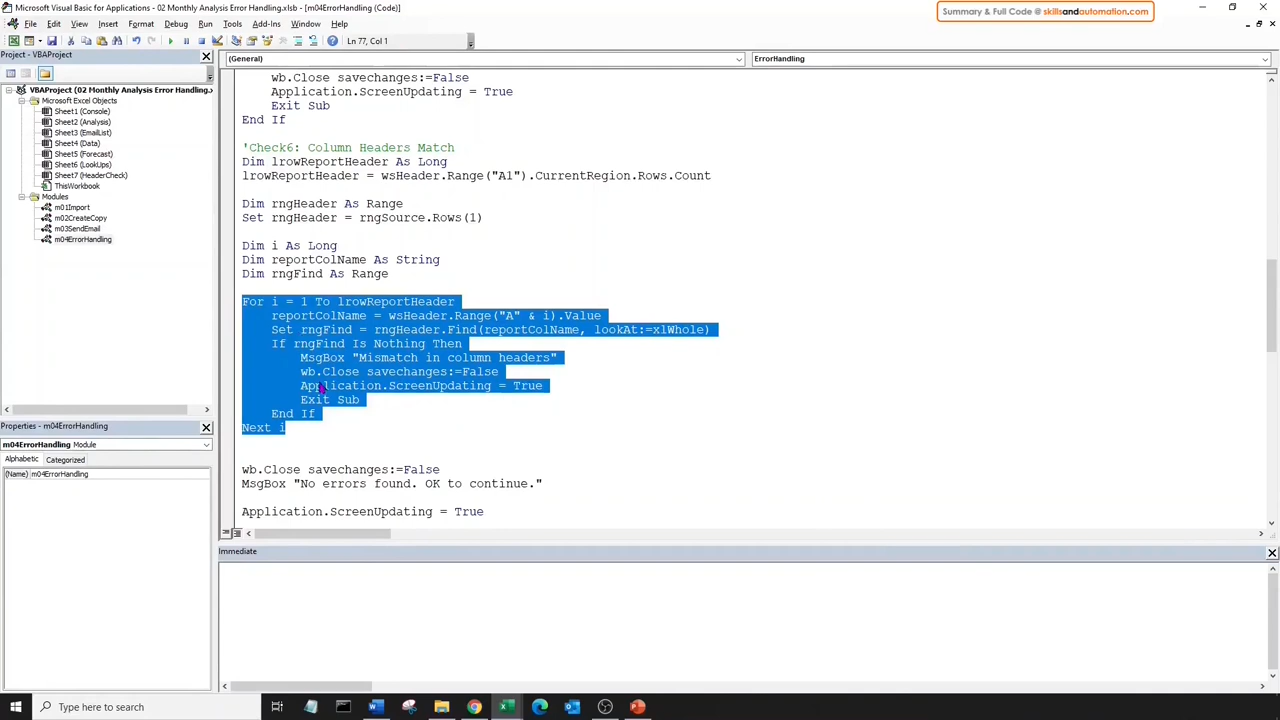 Microsoft Visual Basic for Applications - 02 Monthly Analysis Error Handling.xlsb - [m04ErrorHandling (Code)]
Summary & Full Code @ skillsandautomation.com
File Edit View Insert Format Debug Run Tools Add-Ins Window Help
Ln 77, Col 1
Project - VBAProject
(General)
ErrorHandling
VBAProject (02 Monthly Analysis Error Handling.x
Microsoft Excel Objects
Sheet1 (Console)
Sheet2 (Analysis)
Sheet3 (EmailList)
Sheet4 (Data)
Sheet5 (Forecast)
Sheet6 (LookUps)
Sheet7 (HeaderCheck)
ThisWorkbook
Modules
m01Import
m02CreateCopy
m03SendEmail
m04ErrorHandling
Properties - m04ErrorHandling
m04ErrorHandling Module
Alphabetic Categorized
(Name) m04ErrorHandling
wb.Close savechanges:=False
Application.ScreenUpdating = True
Exit Sub
End If
'Check6: Column Headers Match
Dim lrowReportHeader As Long
lrowReportHeader = wsHeader.Range("A1").CurrentRegion.Rows.Count
Dim rngHeader As Range
Set rngHeader = rngSource.Rows(1)
Dim i As Long
Dim reportColName As String
Dim rngFind As Range
For i = 1 To lrowReportHeader
reportColName = wsHeader.Range("A" & i).Value
Set rngFind = rngHeader.Find(reportColName, lookAt:=xlWhole)
If rngFind Is Nothing Then
MsgBox "Mismatch in column headers"
wb.Close savechanges:=False
Application.ScreenUpdating = True
Exit Sub
End If
Next i
wb.Close savechanges:=False
MsgBox "No errors found. OK to continue."
Application.ScreenUpdating = True
Immediate
Type here to search